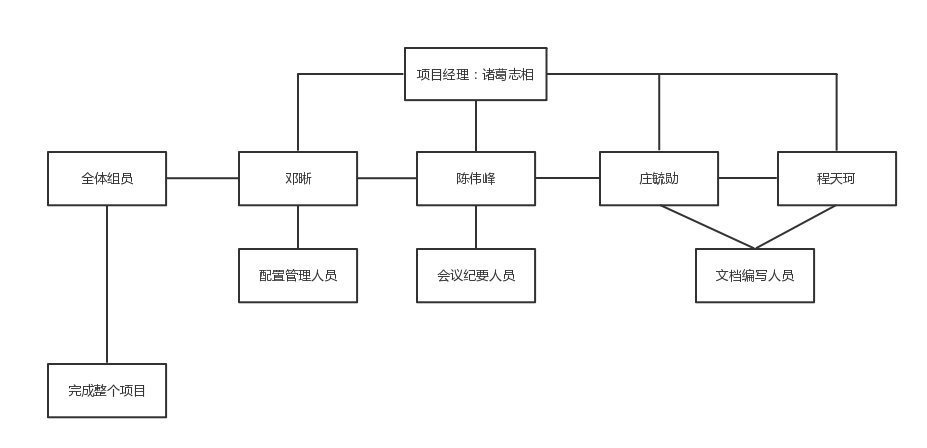 项目经理：诸葛志相
全体组员
邓晰
陈伟峰
庄毓勋
程天珂
配置管理人员
会议纪要人员
文档编写人员
完成整个项目